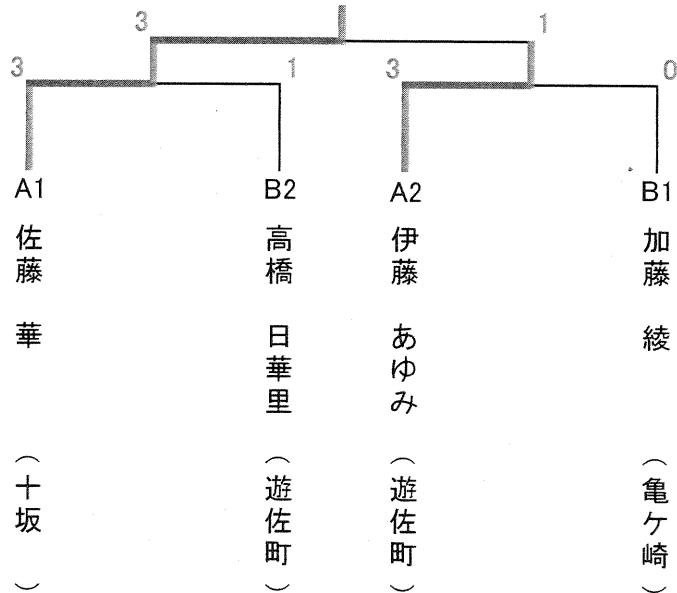 3 1
3 1 3 0
A1 B2 A2 B1
佐藤 華 (十坂)
高橋 日華里 (遊佐町)
伊藤 あゆみ (遊佐町)
加藤 綾 (亀ケ崎)